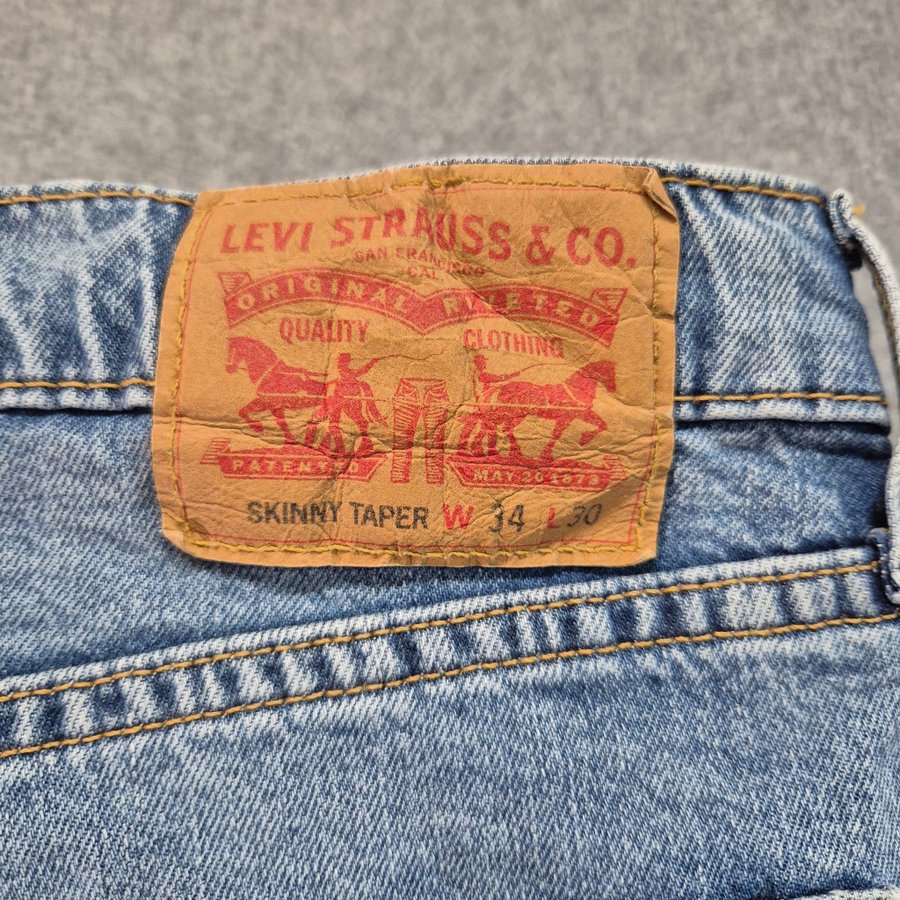 LEVI STRAUSS & CO.
SAN FRANCISCO
CAL
ORIGINAL RIVETED
QUALITY CLOTHING
PATENTED MAY 20 1873
SKINNY TAPER W 34 L 30